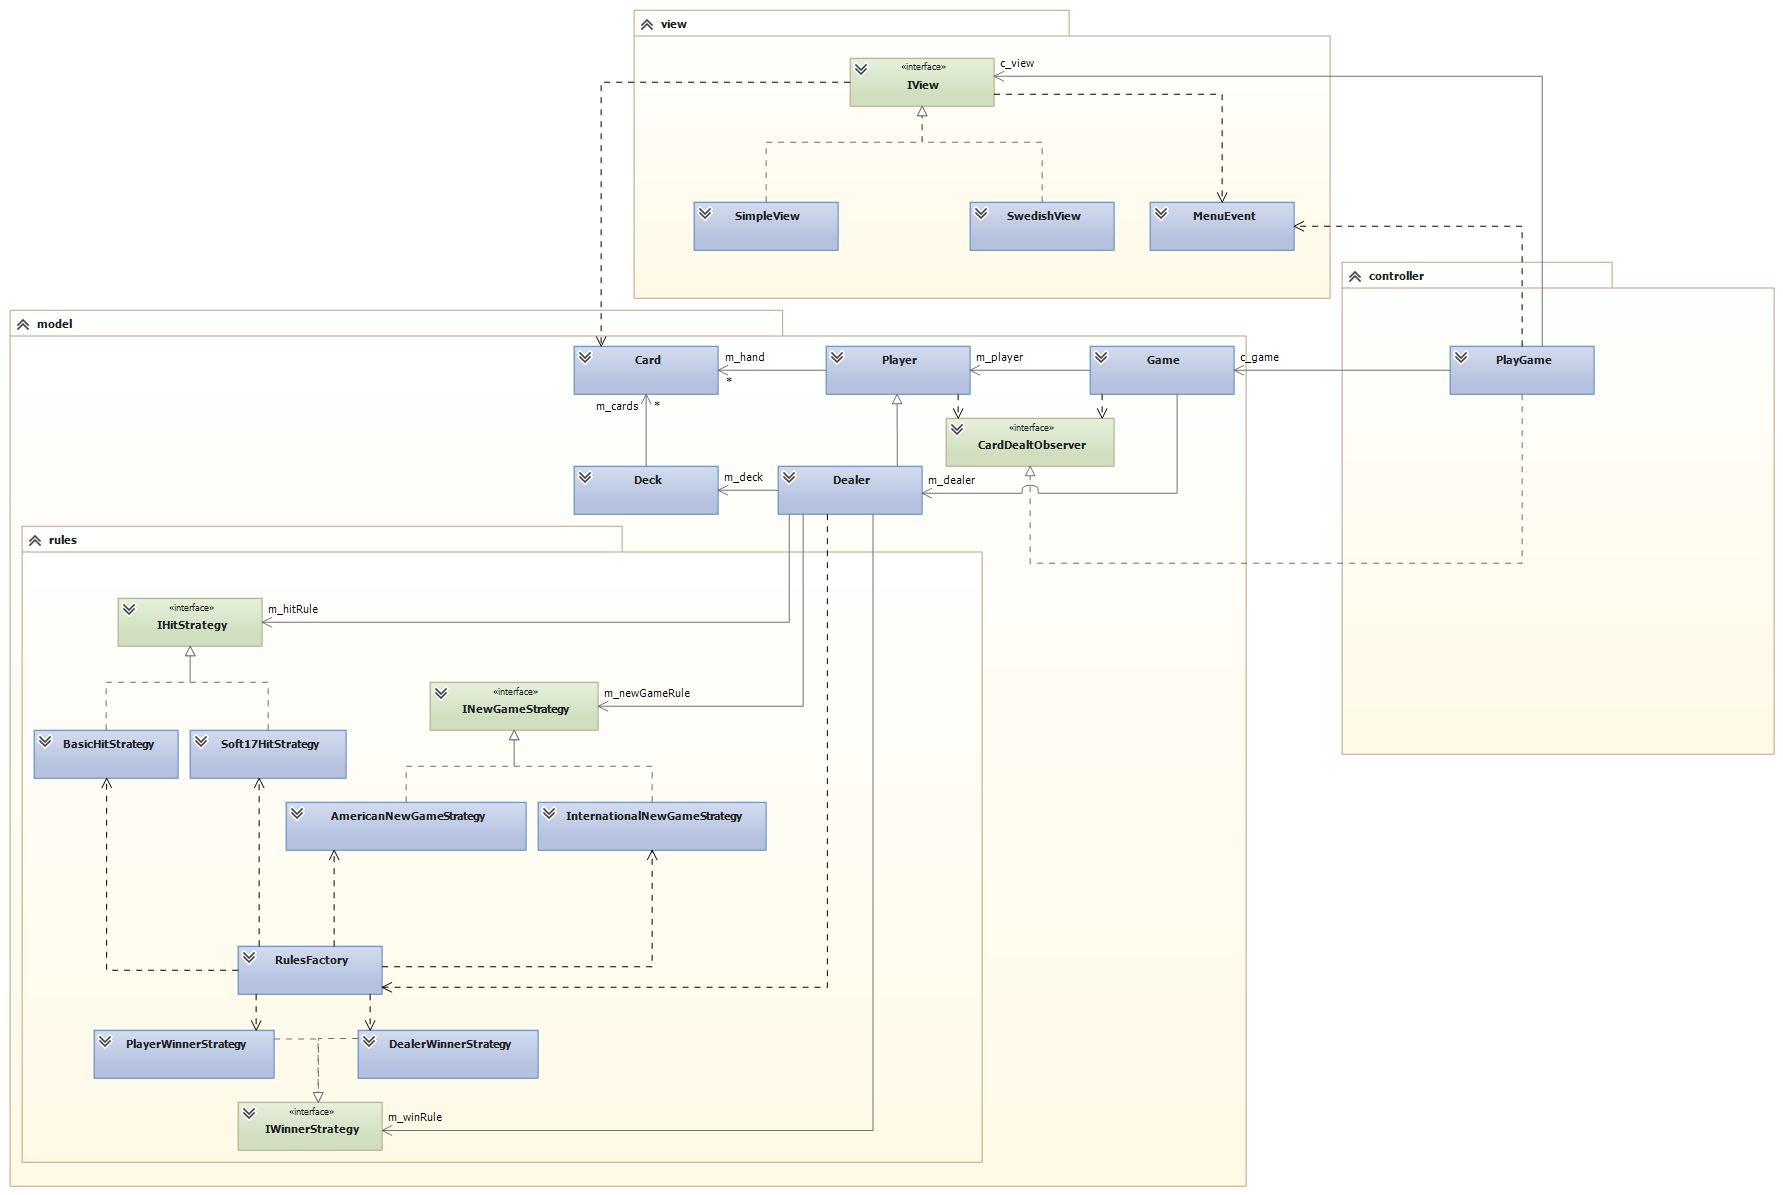 view
«interface»
IView
c_view
SimpleView
SwedishView
MenuEvent
controller
model
Card
m_hand
*
Player
m_player
Game
c_game
PlayGame
m_cards
*
«interface»
CardDealtObserver
Deck
m_deck
Dealer
m_dealer
rules
«interface»
IHitStrategy
m_hitRule
«interface»
INewGameStrategy
m_newGameRule
BasicHitStrategy
Soft17HitStrategy
AmericanNewGameStrategy
InternationalNewGameStrategy
RulesFactory
PlayerWinnerStrategy
DealerWinnerStrategy
«interface»
IWinnerStrategy
m_winRule